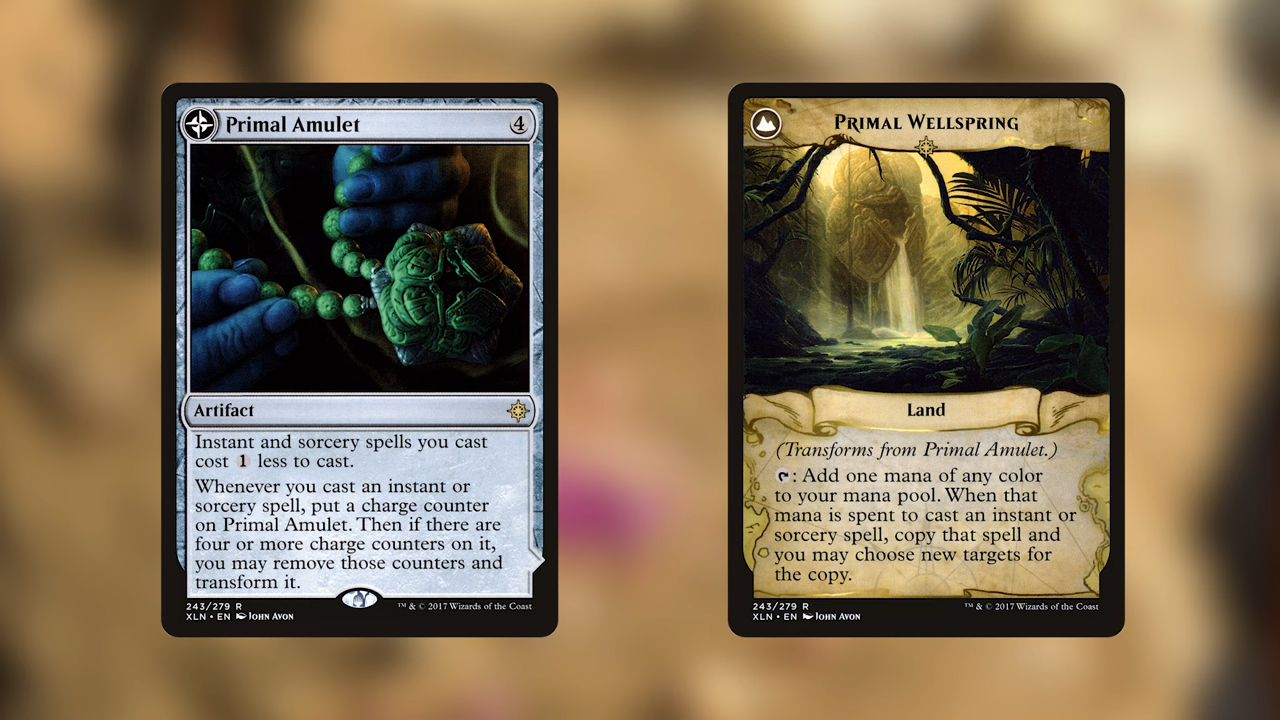 Primal Amulet 4
Artifact
Instant and sorcery spells you cast
cost 1 less to cast.
Whenever you cast an instant or
sorcery spell, put a charge counter
on Primal Amulet. Then if there are
four or more charge counters on it,
you may remove those counters and
transform it.
243/279 R
XLN • EN John Avon
™ & © 2017 Wizards of the Coast
Primal Wellspring
Land
(Transforms from Primal Amulet.)
: Add one mana of any color
to your mana pool. When that
mana is spent to cast an instant or
sorcery spell, copy that spell and
you may choose new targets for
the copy.
243/279 R
XLN • EN John Avon
™ & © 2017 Wizards of the Coast